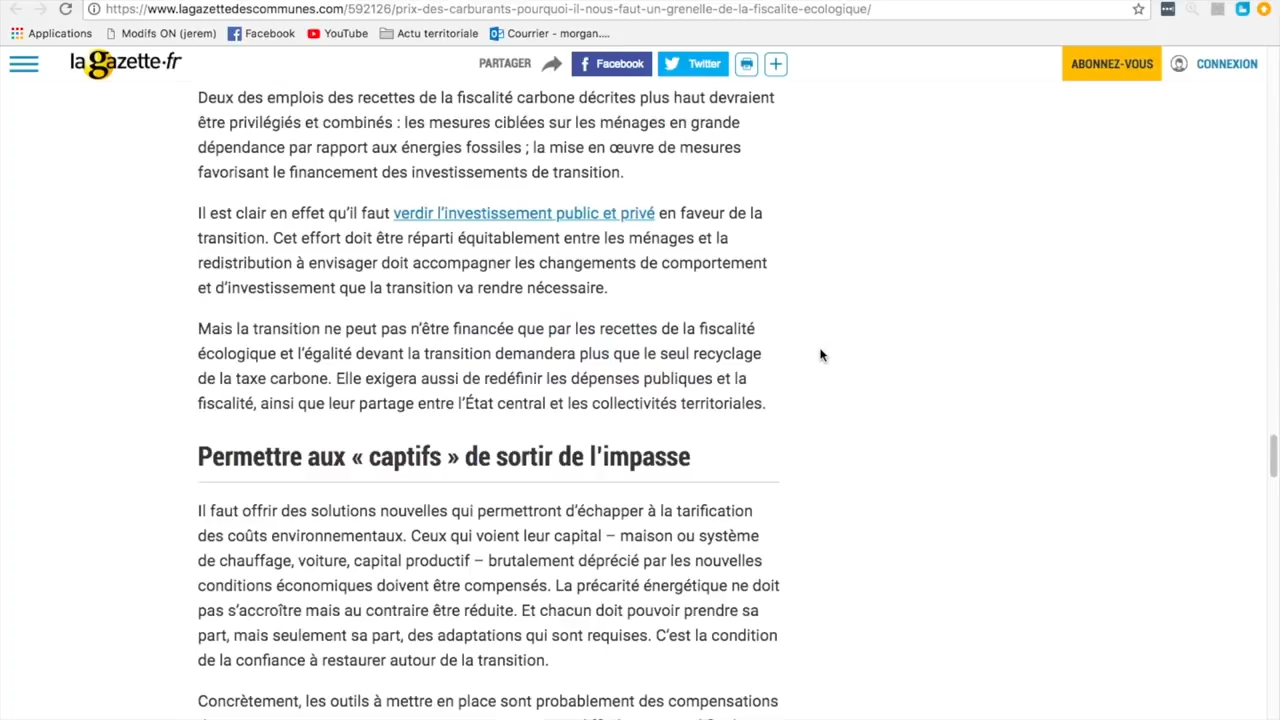 https://www.lagazettedescommunes.com/592126/prix-des-carburants-pourquoi-il-nous-faut-un-grenelle-de-la-fiscalite-ecologique/
Applications Modifs ON (jerem) Facebook YouTube Actu territoriale Courrier - morgan....
la gazette·fr PARTAGER Facebook Twitter ABONNEZ-VOUS CONNEXION
Deux des emplois des recettes de la fiscalité carbone décrites plus haut devraient
être privilégiés et combinés : les mesures ciblées sur les ménages en grande
dépendance par rapport aux énergies fossiles ; la mise en œuvre de mesures
favorisant le financement des investissements de transition.
Il est clair en effet qu’il faut verdir l’investissement public et privé en faveur de la
transition. Cet effort doit être réparti équitablement entre les ménages et la
redistribution à envisager doit accompagner les changements de comportement
et d’investissement que la transition va rendre nécessaire.
Mais la transition ne peut pas n’être financée que par les recettes de la fiscalité
écologique et l’égalité devant la transition demandera plus que le seul recyclage
de la taxe carbone. Elle exigera aussi de redéfinir les dépenses publiques et la
fiscalité, ainsi que leur partage entre l’État central et les collectivités territoriales.
Permettre aux « captifs » de sortir de l’impasse
Il faut offrir des solutions nouvelles qui permettront d’échapper à la tarification
des coûts environnementaux. Ceux qui voient leur capital – maison ou système
de chauffage, voiture, capital productif – brutalement déprécié par les nouvelles
conditions économiques doivent être compensés. La précarité énergétique ne doit
pas s’accroître mais au contraire être réduite. Et chacun doit pouvoir prendre sa
part, mais seulement sa part, des adaptations qui sont requises. C’est la condition
de la confiance à restaurer autour de la transition.
Concrètement, les outils à mettre en place sont probablement des compensations